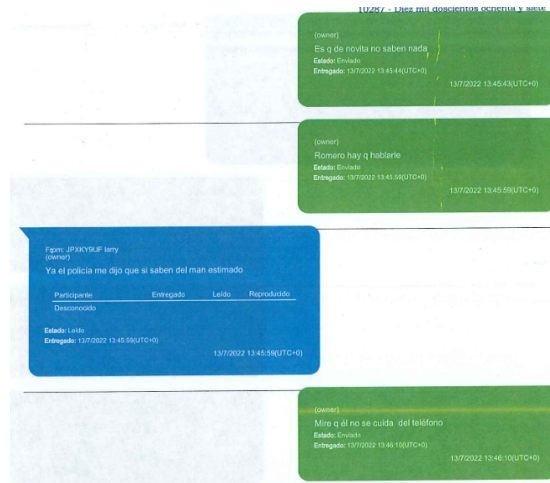 10287 - Diez mil doscientos ochenta y siete
(owner)
Es q de novita no saben nada
Estado: Enviado
Entregado: 13/7/2022 13:45:44(UTC+0)
13/7/2022 13:45:43(UTC+0)
(owner)
Romero hay q hablarle
Estado: Enviado
Entregado: 13/7/2022 13:45:59(UTC+0)
13/7/2022 13:45:59(UTC+0)
From: JPXKY9UF larry
(owner)
Ya el policía me dijo que si saben del man estimado
Participante Entregado Leído Reproducido
Desconocido
Estado: Leído
Entregado: 13/7/2022 13:45:59(UTC+0)
13/7/2022 13:45:59(UTC+0)
(owner)
Mire q él no se cuida del teléfono
Estado: Enviado
Entregado: 13/7/2022 13:46:10(UTC+0)
13/7/2022 13:46:10(UTC+0)